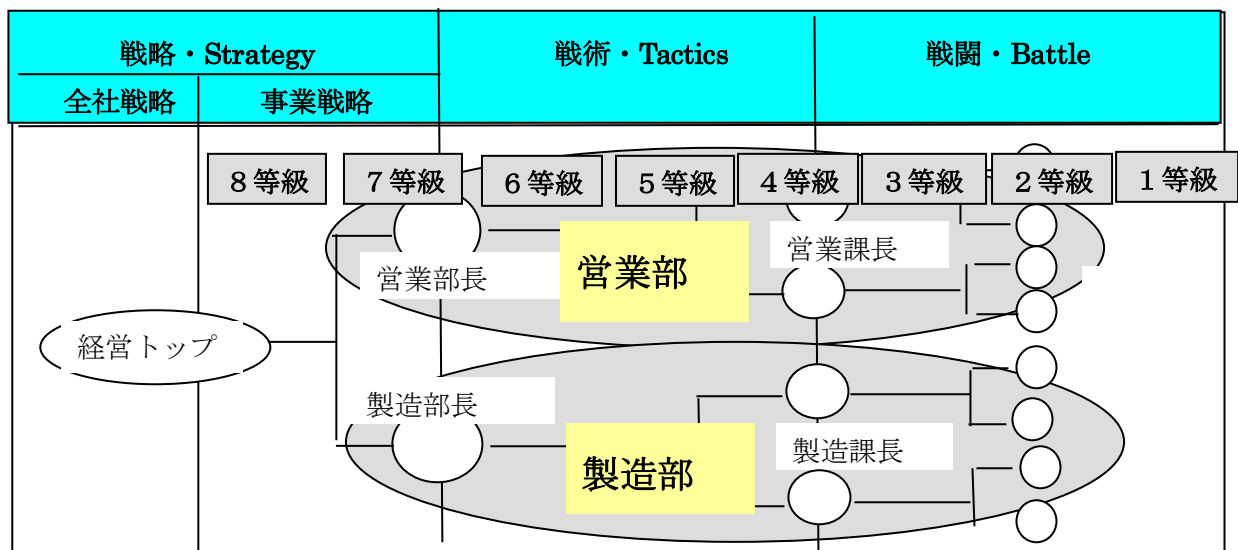 戦略・Strategy
戦術・Tactics
戦闘・Battle
全社戦略
事業戦略
８等級
７等級
６等級
５等級
４等級
３等級
２等級
１等級
営業部長
営業部
営業課長
経営トップ
製造部長
製造部
製造課長